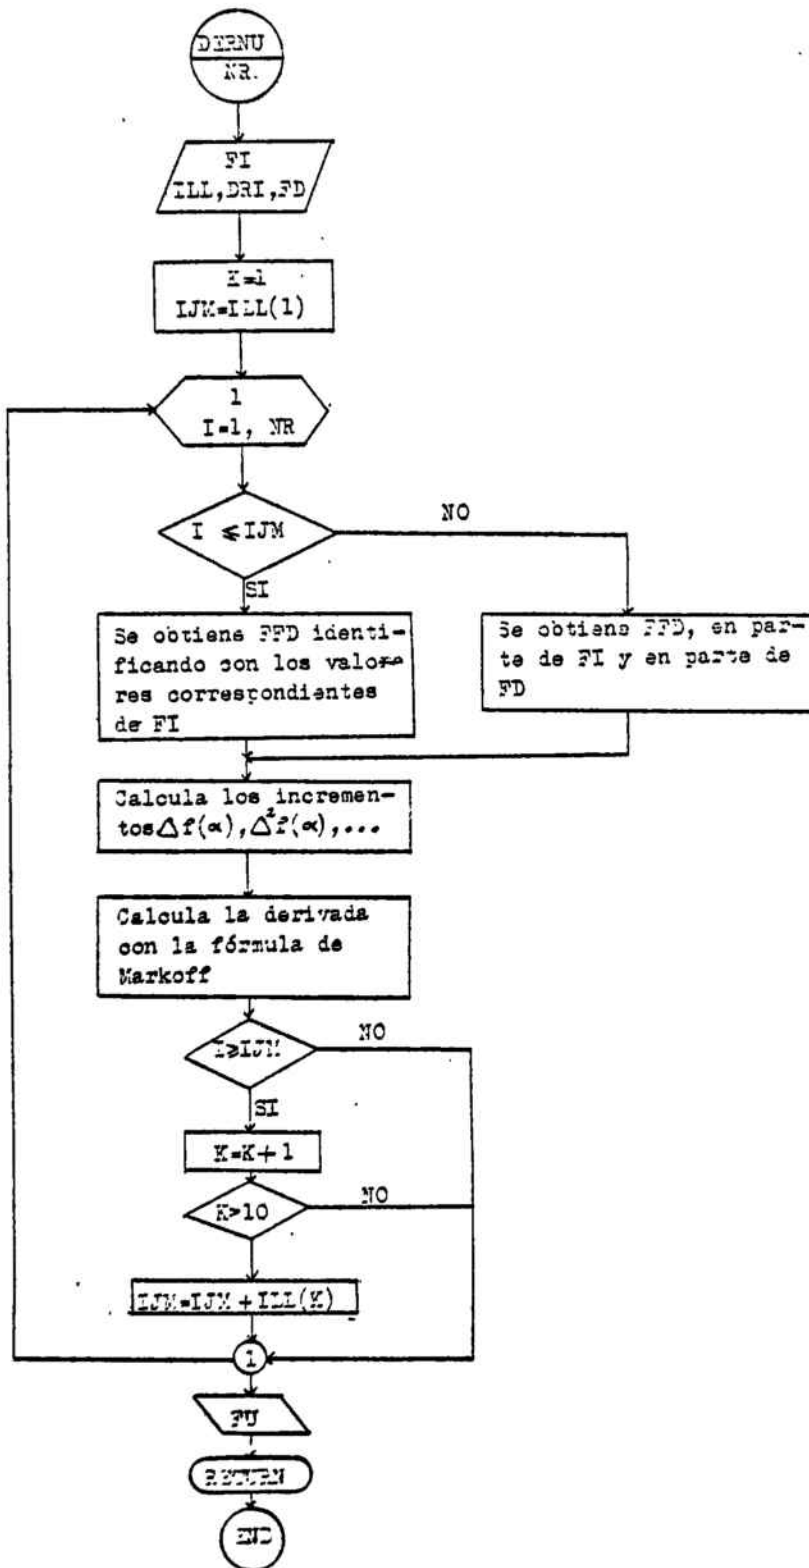 DERNU
NR.
FI
ILL,DRI,FD
K=1
IJM=ILL(1)
1
I=1, NR
I ≤ IJM
NO
SI
Se obtiene FFD identi-
ficando con los valore
res correspondientes
de FI
Se obtiene FFD, en par-
te de FI y en parte de
FD
Calcula los incremen-
tos Δf(α), Δ²f(α),...
Calcula la derivada
con la fórmula de
Markoff
I≥IJM
NO
SI
K=K+1
K>10
NO
IJM=IJM+ILL(K)
1
FU
RETURN
END